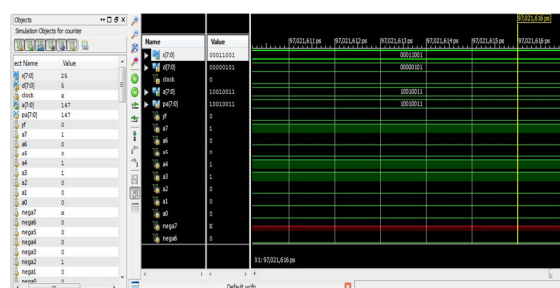 Objects
Simulation Objects for counter
ect Name Value
r[7:0] 25
d[7:0] 5
clock x
a[7:0] 147
pa[7:0] 147
yf 0
a7 1
a6 0
a5 0
a4 1
a3 1
a2 0
a1 0
a0 0
nega7 x
nega6 0
nega5 0
nega4 0
nega3 0
nega2 1
nega1 0
nega0 0
Name Value
r[7:0] 00011001
d[7:0] 00000101
clock 0
a[7:0] 10010011
pa[7:0] 10010011
yf 0
a7 1
a6 0
a5 0
a4 1
a3 1
a2 0
a1 0
a0 0
nega7 X
nega6 0
97,021,616 ps
97,021,611 ps 97,021,612 ps 97,021,613 ps 97,021,614 ps 97,021,615 ps 97,021,616 ps
00011001
00000101
10010011
10010011
X1: 97,021,616 ps
Default.wcfg